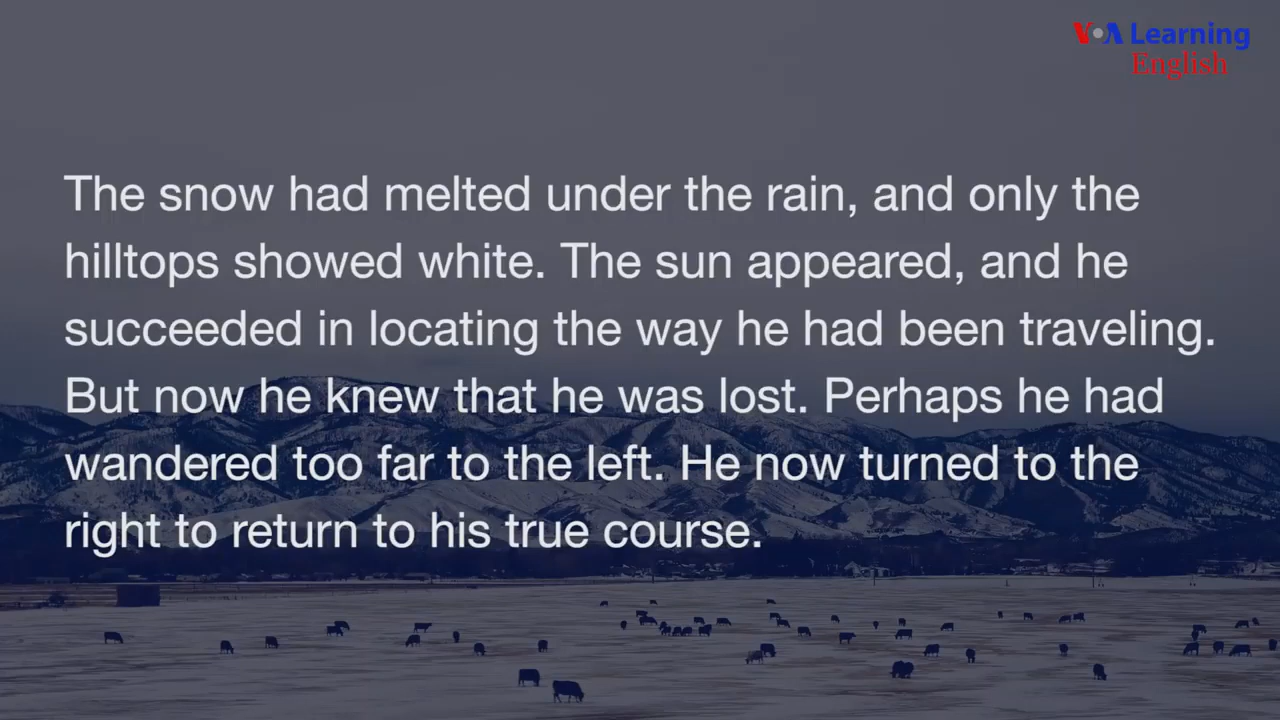 VOA Learning
English
The snow had melted under the rain, and only the
hilltops showed white. The sun appeared, and he
succeeded in locating the way he had been traveling.
But now he knew that he was lost. Perhaps he had
wandered too far to the left. He now turned to the
right to return to his true course.